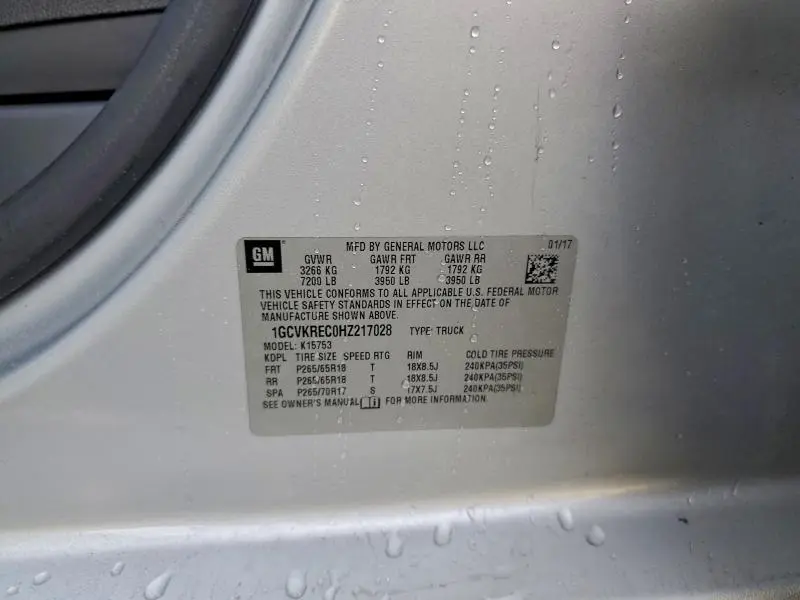 GM
MFD BY GENERAL MOTORS LLC 01/17
GVWR GAWR FRT GAWR RR
3266 KG 1792 KG 1792 KG
7200 LB 3950 LB 3950 LB
THIS VEHICLE CONFORMS TO ALL APPLICABLE U.S. FEDERAL MOTOR
VEHICLE SAFETY STANDARDS IN EFFECT ON THE DATE OF
MANUFACTURE SHOWN ABOVE.
1GCVKREC0HZ217028 TYPE: TRUCK
MODEL: K15753
KDPL TIRE SIZE SPEED RTG RIM COLD TIRE PRESSURE
FRT P265/65R18 T 18X8.5J 240KPA(35PSI)
RR P265/65R18 T 18X8.5J 240KPA(35PSI)
SPA P265/70R17 S 17X7.5J 240KPA(35PSI)
SEE OWNER'S MANUAL FOR MORE INFORMATION.